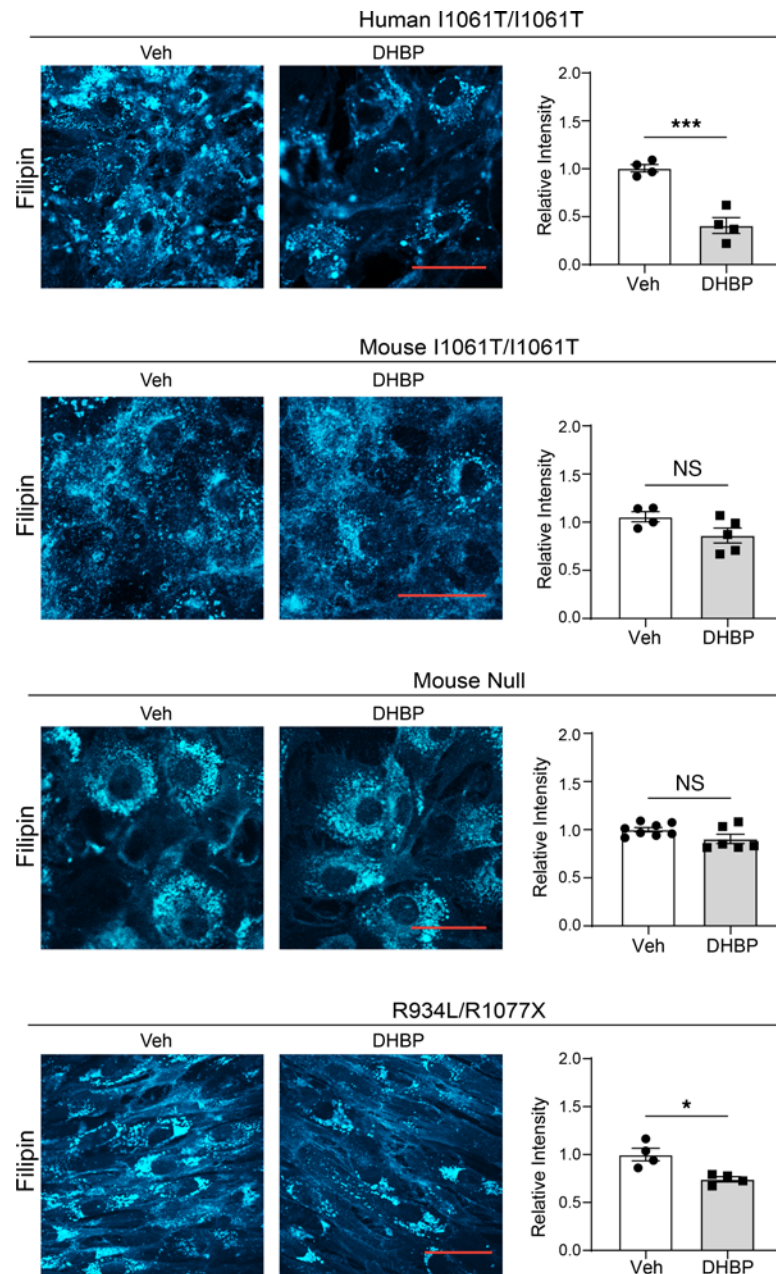 Human I1061T/I1061T
Veh DHBP
Filipin
Relative Intensity
2.0
1.5
1.0
0.5
0.0
***
Veh DHBP
Mouse I1061T/I1061T
Veh DHBP
Filipin
Relative Intensity
2.0
1.5
1.0
0.5
0.0
NS
Veh DHBP
Mouse Null
Veh DHBP
Filipin
Relative Intensity
2.0
1.5
1.0
0.5
0.0
NS
Veh DHBP
R934L/R1077X
Veh DHBP
Filipin
Relative Intensity
2.0
1.5
1.0
0.5
0.0
*
Veh DHBP